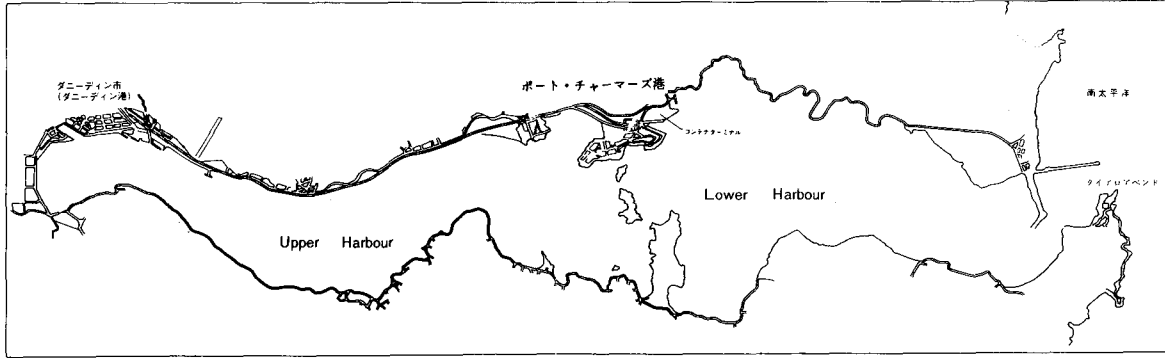 ダニーディン市
(ダニーディン港)
ポート・チャーマーズ港
コンテナターミナル
南太平洋
タイアロアヘンド
Lower Harbour
Upper Harbour